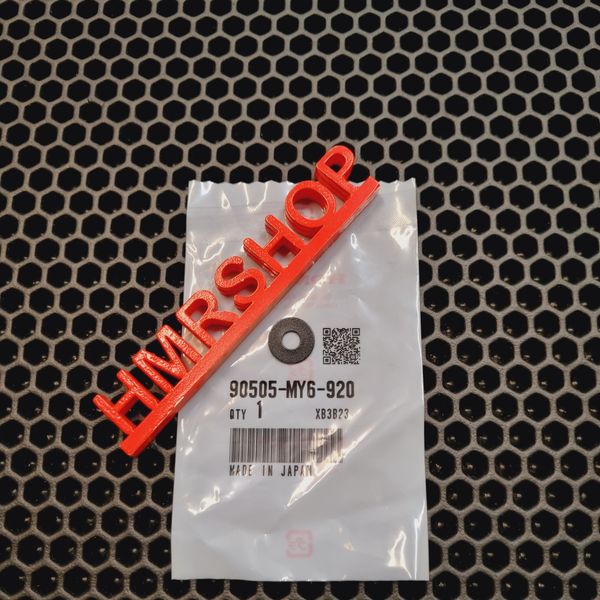 HMRSHOP
90505-MY6-920
QTY 1 XB3B23
MADE IN JAPAN